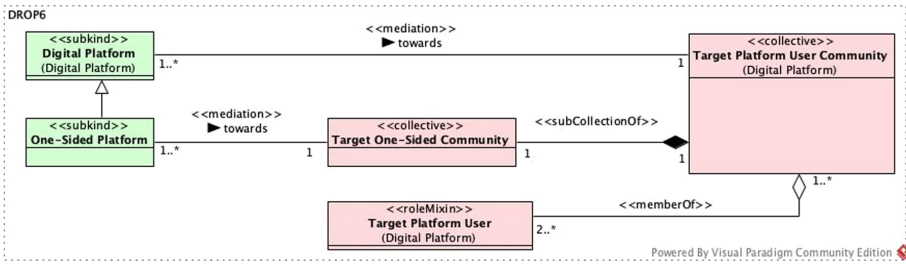 DROP6
<<subkind>>
Digital Platform
(Digital Platform)
1..*
<<mediation>>
towards
1
<<collective>>
Target Platform User Community
(Digital Platform)
<<subkind>>
One-Sided Platform
1..*
<<mediation>>
towards
1
<<collective>>
Target One-Sided Community
1
<<subCollectionOf>>
1
<<roleMixin>>
Target Platform User
(Digital Platform)
2..*
<<memberOf>>
1..*
Powered By Visual Paradigm Community Edition